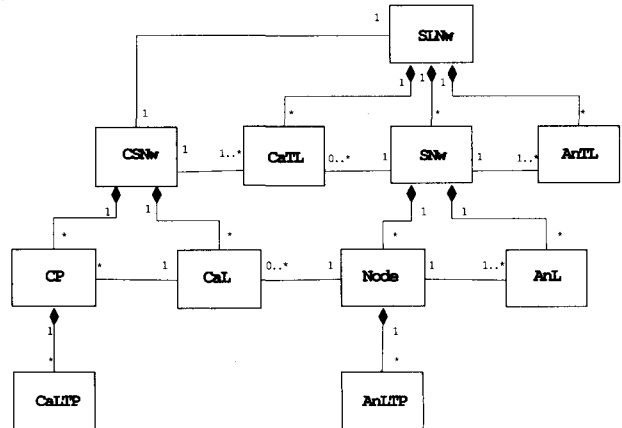 1
SLNw
1 1 1
* * *
1
CSNw
1
1..*
CaTL
0..*
1
SNw
1
1..*
AnTL
1 1
1 1
* *
* *
CP
*
1
CaL
0..*
1
Node
1
1..*
AnL
1
1
*
*
CaLTP
AnLTP